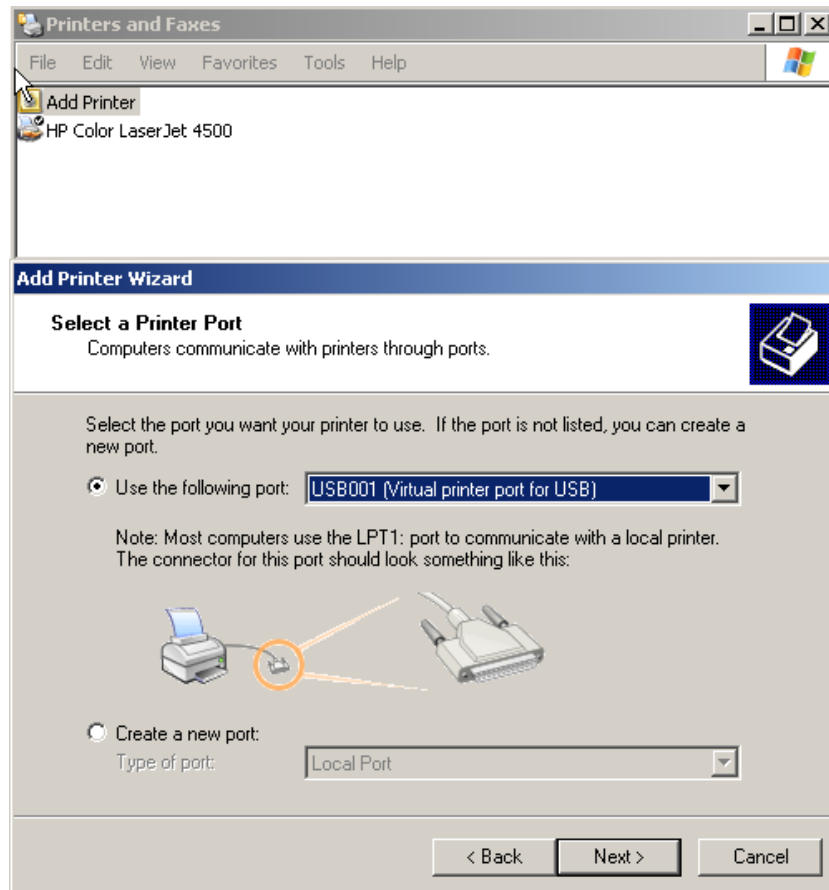 Printers and Faxes
File Edit View Favorites Tools Help
Add Printer
HP Color LaserJet 4500
Add Printer Wizard
Select a Printer Port
Computers communicate with printers through ports.
Select the port you want your printer to use. If the port is not listed, you can create a
new port.
Use the following port: USB001 (Virtual printer port for USB)
Note: Most computers use the LPT1: port to communicate with a local printer.
The connector for this port should look something like this:
Create a new port:
Type of port: Local Port
< Back Next > Cancel